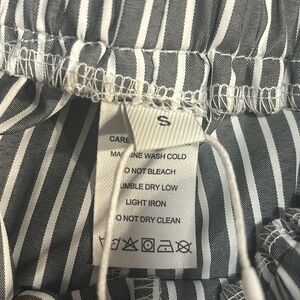 S
CARE
MACHINE WASH COLD
DO NOT BLEACH
TUMBLE DRY LOW
LIGHT IRON
DO NOT DRY CLEAN